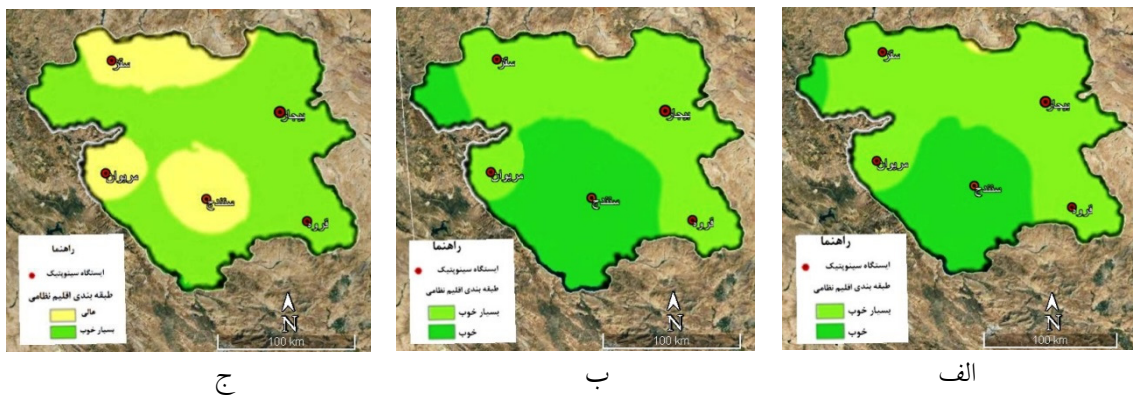 سقز
بیجار
مریوان
سنندج
قروه
راهنما
ایستگاه سینوپتیک
طبقه بندی اقلیم نظامی
بسیار خوب
خوب
N
100 km
الف
سقز
بیجار
مریوان
سنندج
قروه
راهنما
ایستگاه سینوپتیک
طبقه بندی اقلیم نظامی
بسیار خوب
خوب
N
100 km
ب
سقز
بیجار
مریوان
سنندج
قروه
راهنما
ایستگاه سینوپتیک
طبقه بندی اقلیم نظامی
عالی
بسیار خوب
N
100 km
ج